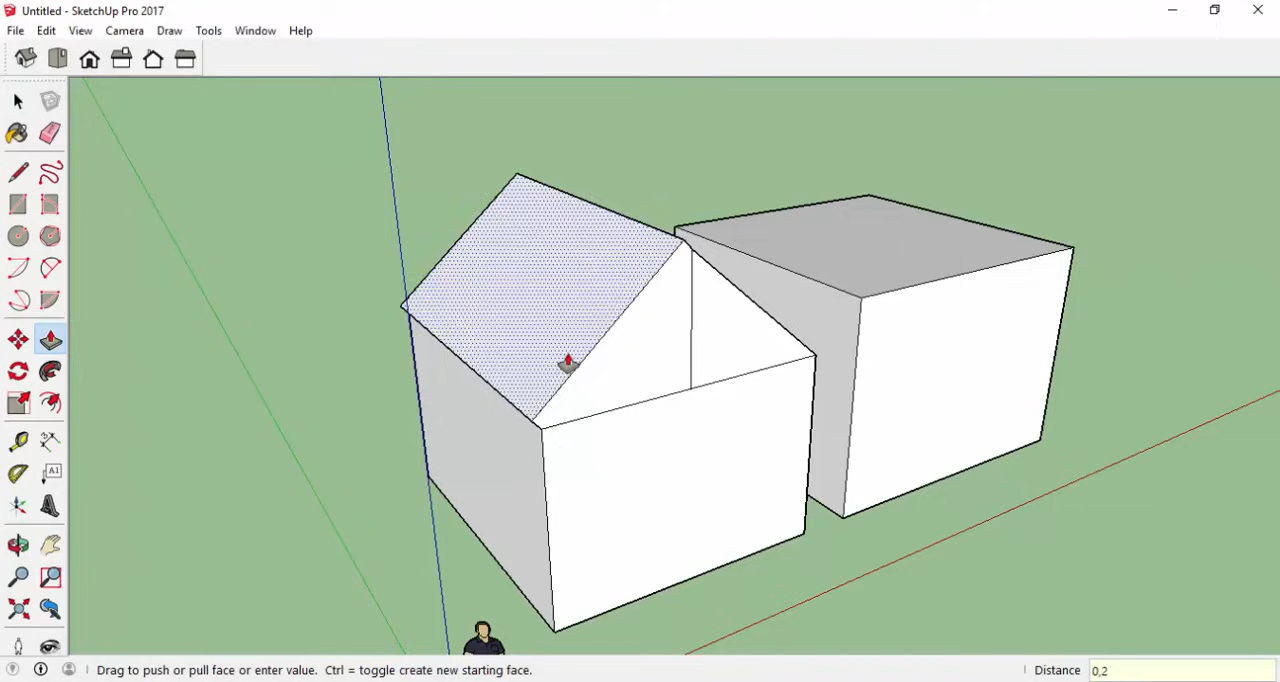 Untitled - SketchUp Pro 2017
File Edit View Camera Draw Tools Window Help
A1
Drag to push or pull face or enter value. Ctrl = toggle create new starting face. Distance 0,2